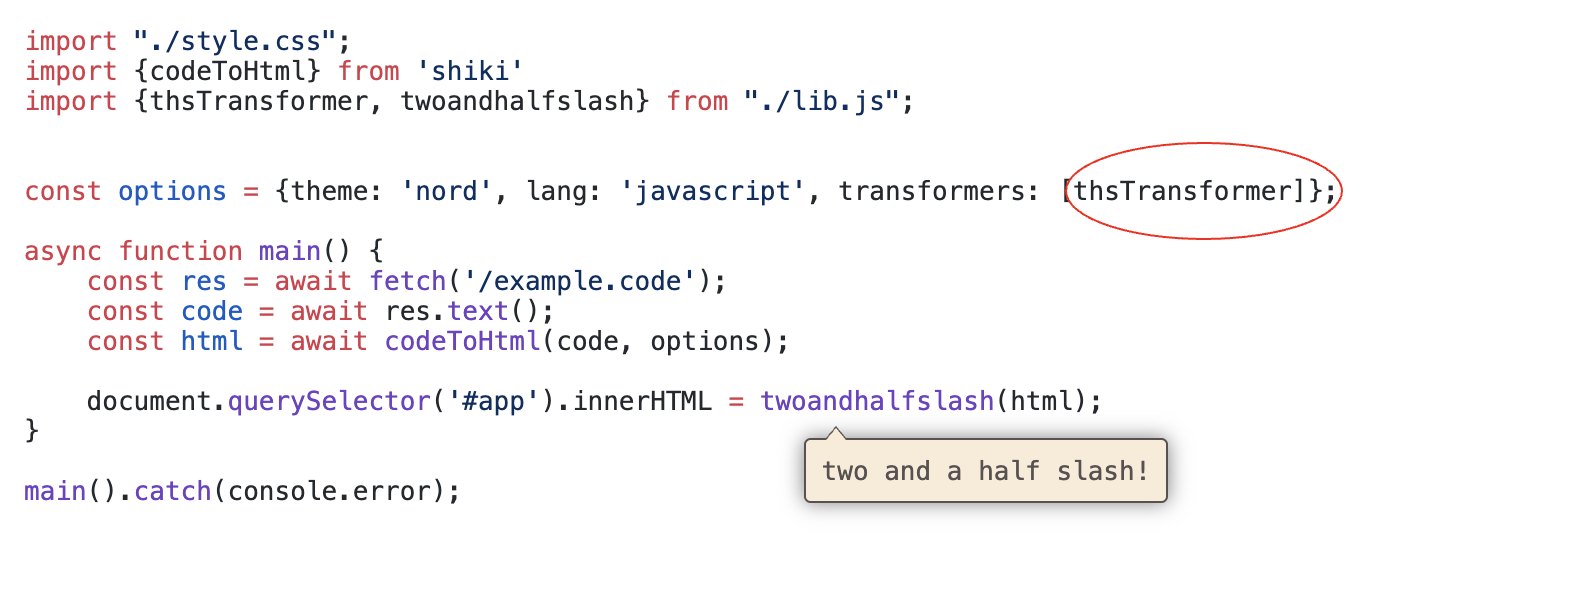 import "./style.css";
import {codeToHtml} from 'shiki'
import {thsTransformer, twoandhalfslash} from "./lib.js";
const options = {theme: 'nord', lang: 'javascript', transformers: [thsTransformer]};
async function main() {
    const res = await fetch('/example.code');
    const code = await res.text();
    const html = await codeToHtml(code, options);
    document.querySelector('#app').innerHTML = twoandhalfslash(html);
}
two and a half slash!
main().catch(console.error);